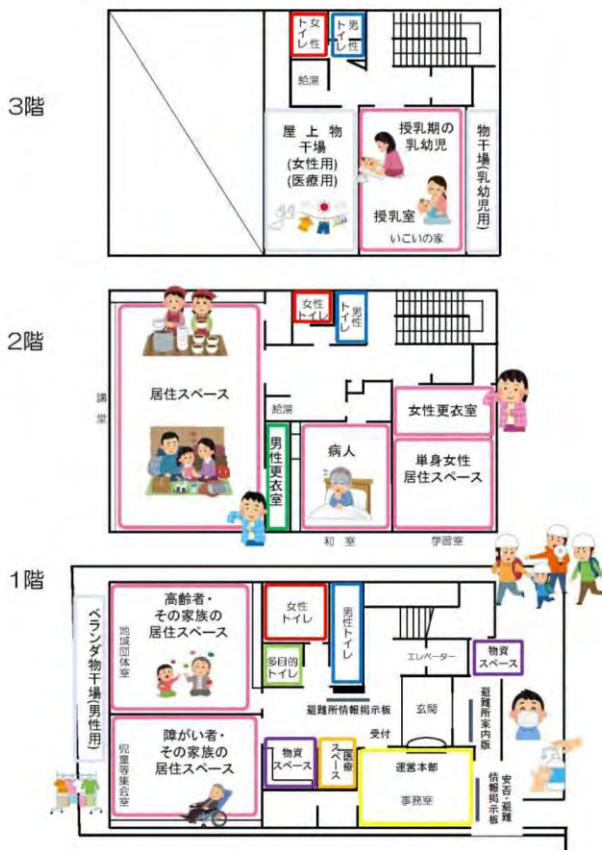 3階
女性
トイレ
男性
トイレ
給湯
屋上物
干場
(女性用)
(医療用)
授乳期の
乳幼児
授乳室
いこいの家
物干場(乳幼児用)
2階
女性
トイレ
男性
トイレ
講堂
居住スペース
給湯
男性更衣室
病人
和室
女性更衣室
単身女性
居住スペース
学習室
1階
ベランダ物干場(男性用)
地域団体室
高齢者・
その家族の
居住スペース
女性
トイレ
男性トイレ
多目的
トイレ
エレベーター
物資
スペース
避難所情報掲示板
玄関
受付
避難所案内版
児童等集会室
障がい者・
その家族の
居住スペース
物資
スペース
医療
スペース
運営本部
事務室
安否・避難
情報掲示板